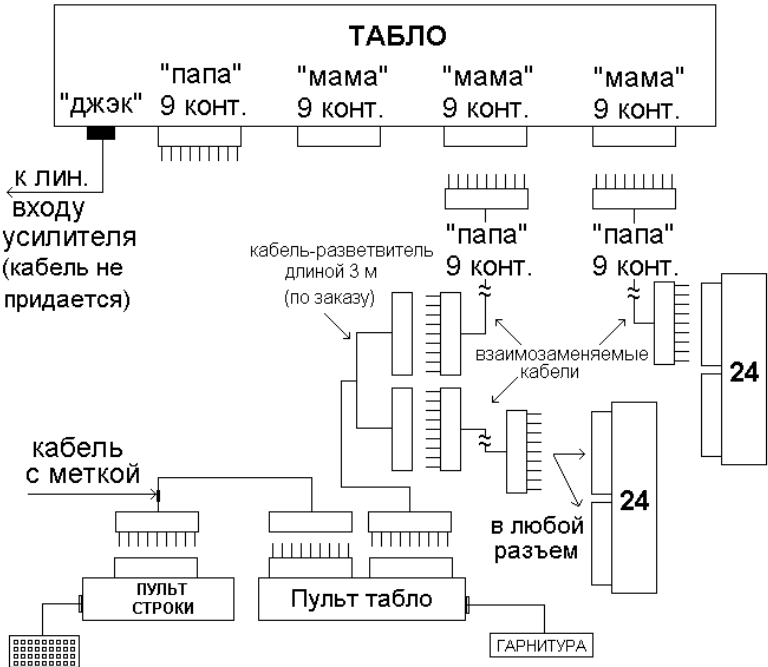 ТАБЛО
"джэк"
"папа"
9 конт.
"мама"
9 конт.
"мама"
9 конт.
"мама"
9 конт.
к лин.
входу
усилителя
(кабель не
придается)
"папа"
9 конт.
"папа"
9 конт.
кабель-разветвитель
длиной 3 м
(по заказу)
взаимозаменяемые
кабели
24
24
кабель
с меткой
в любой
разъем
ПУЛЬТ
СТРОКИ
Пульт табло
ГАРНИТУРА